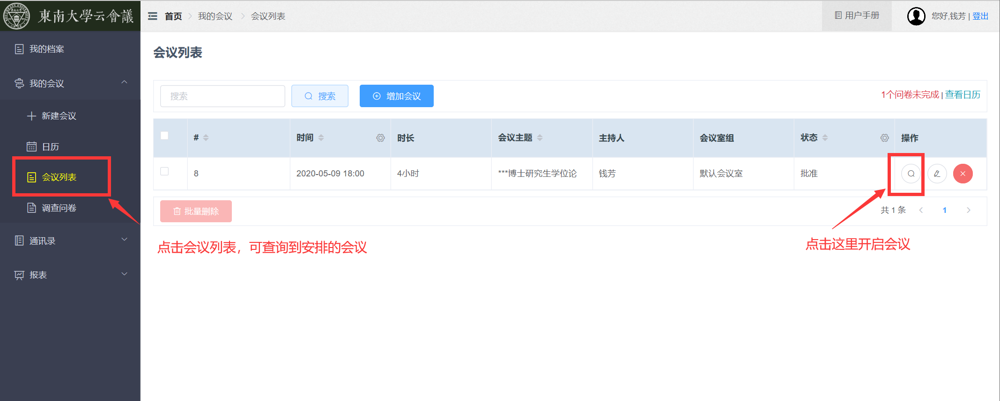 東南大學云會議
首页 > 我的会议 > 会议列表
用户手册
您好,钱芳 | 登出
我的档案
我的会议
新建会议
日历
会议列表
调查问卷
通讯录
报表
会议列表
搜索 搜索 增加会议
1个问卷未完成 | 查看日历
# 时间 时长 会议主题 主持人 会议室组 状态 操作
8 2020-05-09 18:00 4小时 ***博士研究生学位论 钱芳 默认会议室 批准
批量删除
共 1 条 < 1 >
点击会议列表，可查询到安排的会议
点击这里开启会议